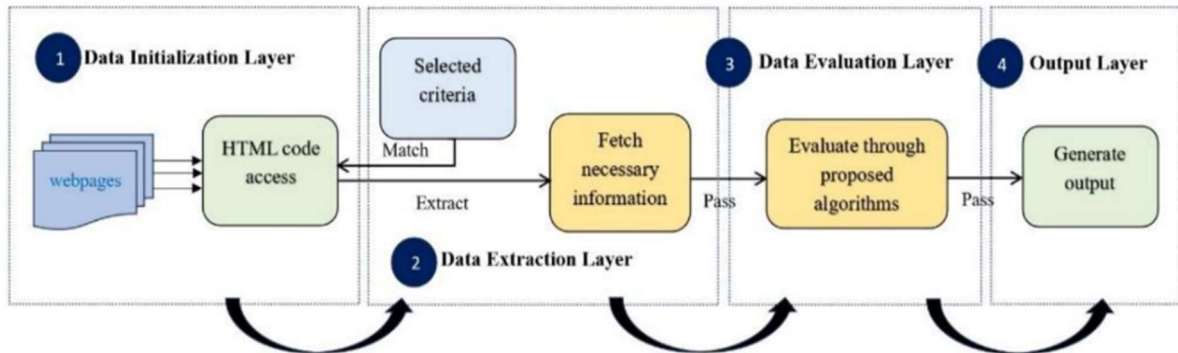 1 Data Initialization Layer
webpages
HTML code
access
Selected
criteria
Match
Extract
Fetch
necessary
information
2 Data Extraction Layer
Pass
3 Data Evaluation Layer
Evaluate through
proposed
algorithms
Pass
4 Output Layer
Generate
output